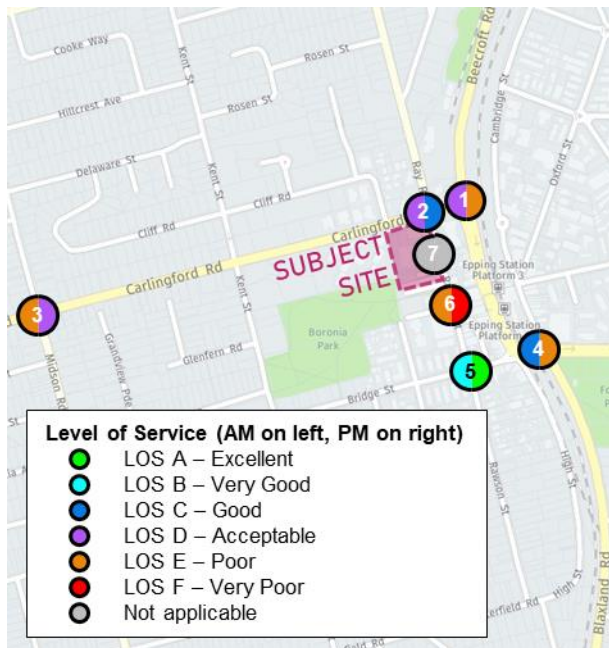 Cooke Way
Kent St
Rosen St
Beecroft Rd
Cambridge St
Hillcrest Ave
Rosen St
Oxford St
Delaware St
Kent St
Cliff Rd
Ray
Cliff Rd
Carlingford
1
2
Carlingford Rd
SUBJECT
SITE
7
Epping Station
Platform 3
6
Epping Station
Platform
3
Boronia
Park
Midson Rd
Grandview Pde
Glenfern Rd
4
5
Bridge St
High St
Rawson St
High St
Blaxland Rd
Level of Service (AM on left, PM on right)
LOS A – Excellent
LOS B – Very Good
LOS C – Good
LOS D – Acceptable
LOS E – Poor
LOS F – Very Poor
Not applicable